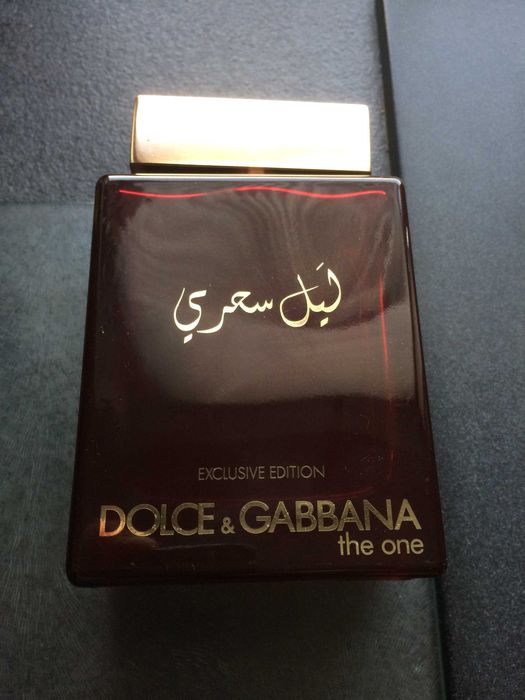 لَيل سحري
EXCLUSIVE EDITION
DOLCE & GABBANA
the one